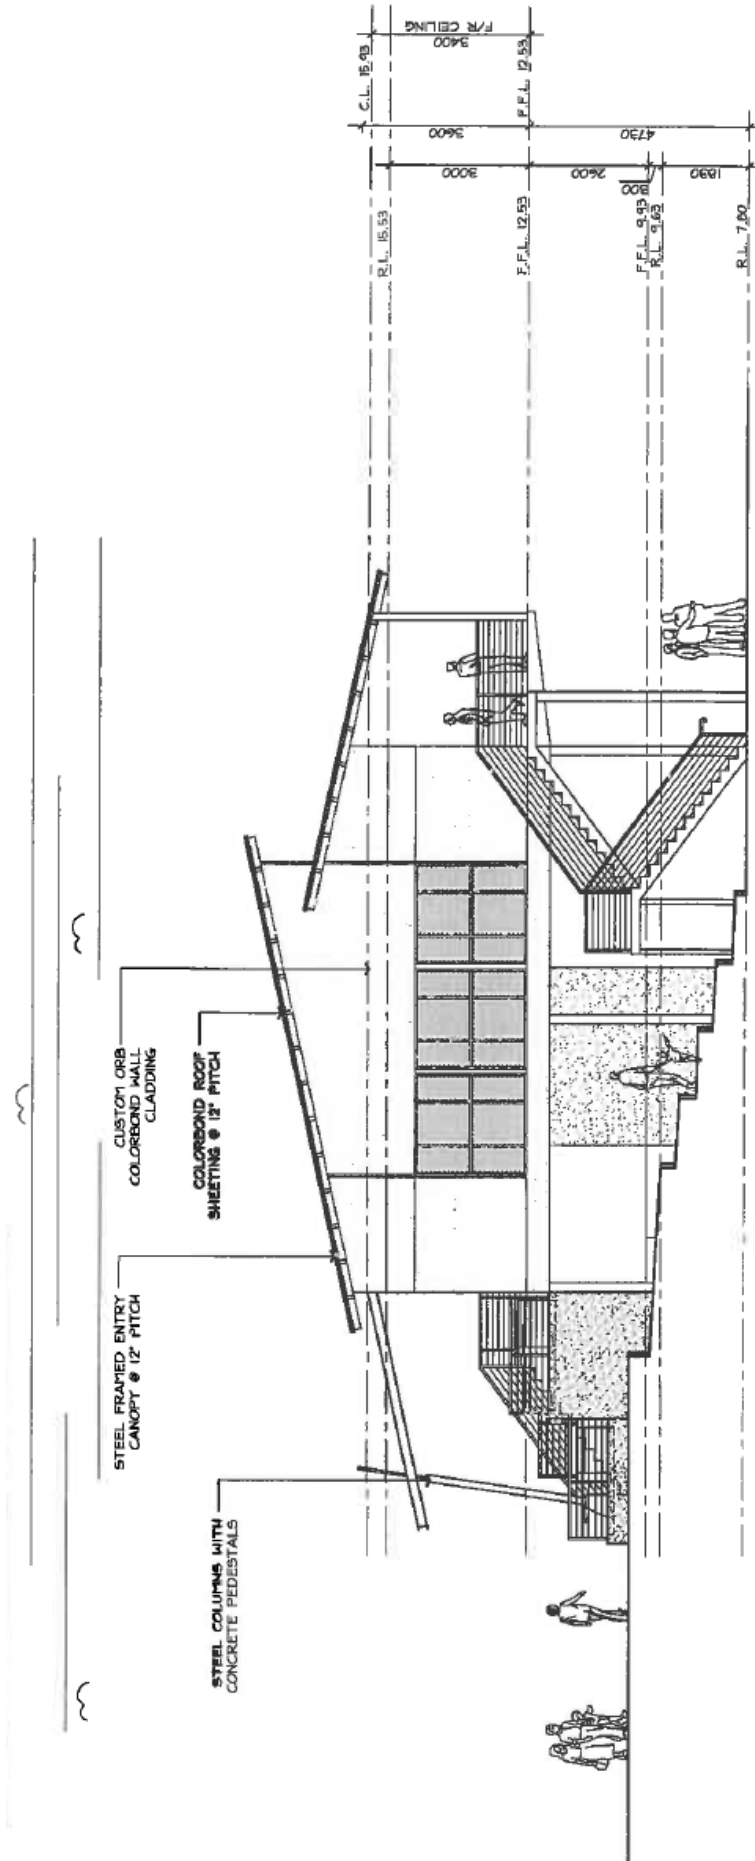 STEEL FRAMED ENTRY
CANOPY @ 12° PITCH
CUSTOM ORB
COLORBOND WALL
CLADDING
COLORBOND ROOF
SHEETING @ 12° PITCH
STEEL COLUMNS WITH
CONCRETE PEDESTALS
C.L. 15.93
R.L. 15.53
F.F.L. 12.53
F.F.L. 12.53
F.F.L. 9.93
R.L. 9.63
R.L. 7.80
3400
F/R CEILING
3600
4730
3000
2600
300
1830